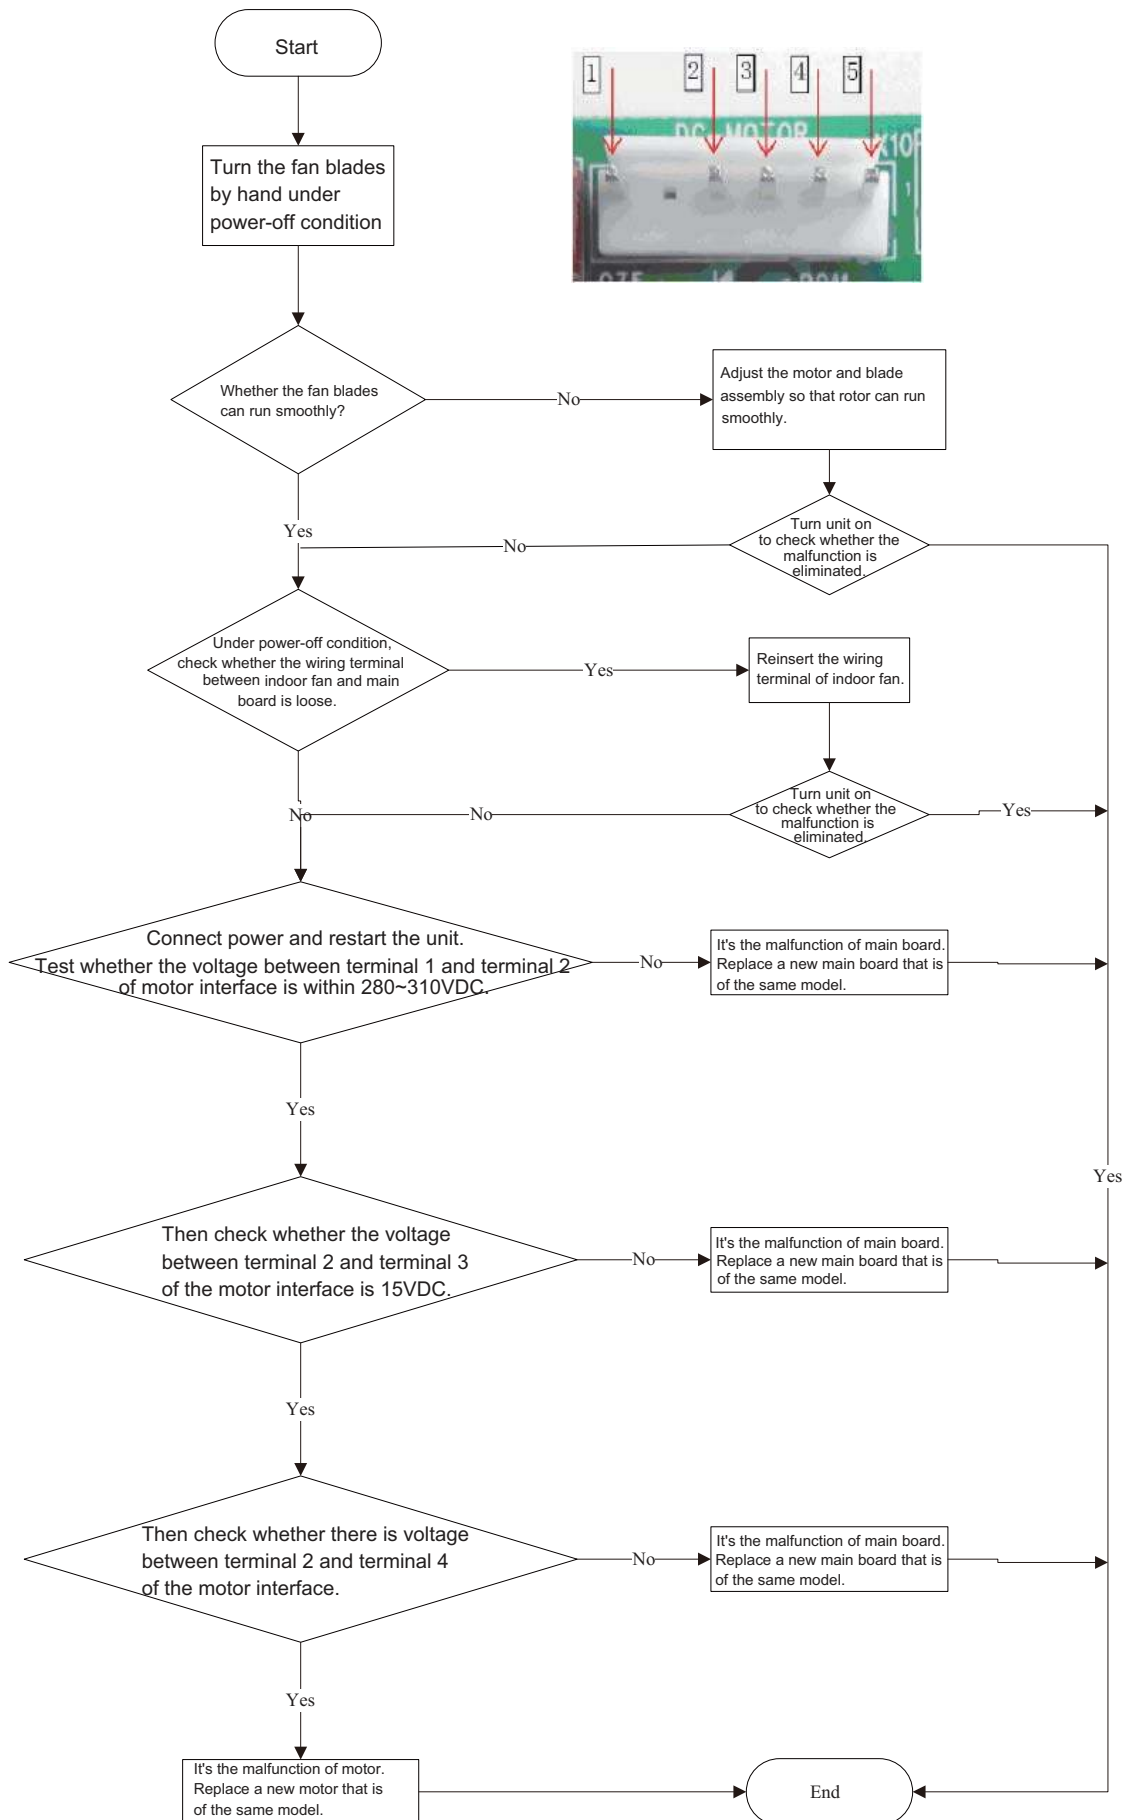 Start
1
2
3
4
5
DC MOTOR
Turn the fan blades
by hand under
power-off condition
Whether the fan blades
can run smoothly?
No
Adjust the motor and blade
assembly so that rotor can run
smoothly.
Yes
No
Turn unit on
to check whether the
malfunction is
eliminated.
Under power-off condition,
check whether the wiring terminal
between indoor fan and main
board is loose.
Yes
Reinsert the wiring
terminal of indoor fan.
No
No
Turn unit on
to check whether the
malfunction is
eliminated.
Yes
Connect power and restart the unit.
Test whether the voltage between terminal 1 and terminal 2
of motor interface is within 280~310VDC.
No
It's the malfunction of main board.
Replace a new main board that is
of the same model.
Yes
Yes
Then check whether the voltage
between terminal 2 and terminal 3
of the motor interface is 15VDC.
No
It's the malfunction of main board.
Replace a new main board that is
of the same model.
Yes
Then check whether there is voltage
between terminal 2 and terminal 4
of the motor interface.
No
It's the malfunction of main board.
Replace a new main board that is
of the same model.
Yes
It's the malfunction of motor.
Replace a new motor that is
of the same model.
End